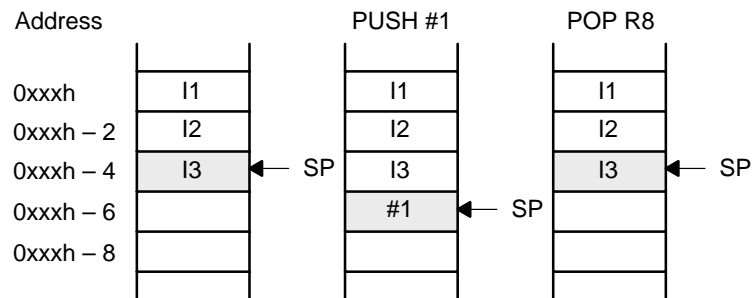 Address PUSH #1 POP R8
0xxxh I1 I1 I1
0xxxh – 2 I2 I2 I2
0xxxh – 4 I3 SP I3 I3 SP
0xxxh – 6 #1 SP
0xxxh – 8